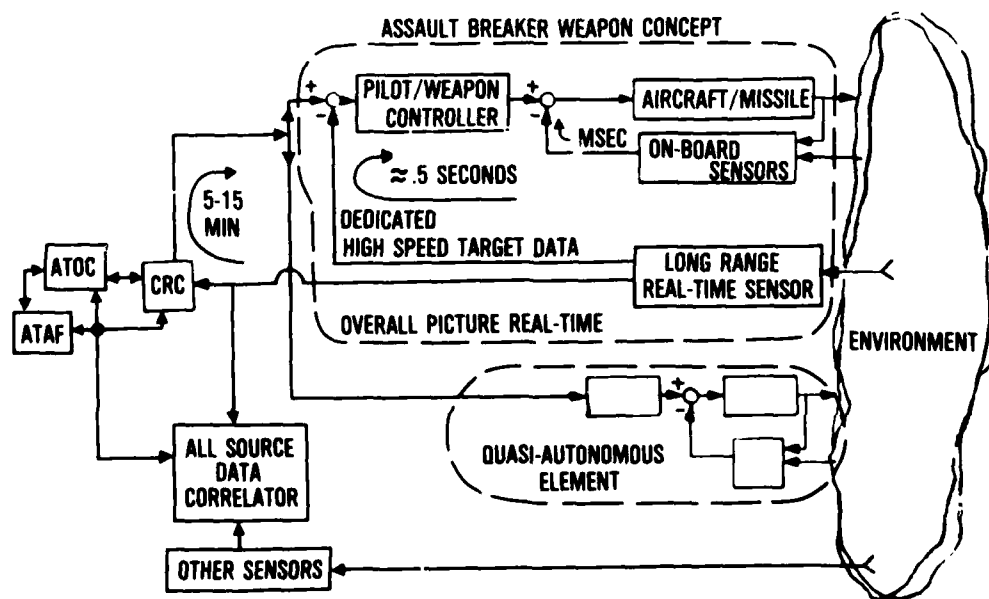 ASSAULT BREAKER WEAPON CONCEPT
+
-
PILOT/WEAPON
CONTROLLER
+
-
MSEC
AIRCRAFT/MISSILE
ON-BOARD
SENSORS
≈ .5 SECONDS
5-15
MIN
DEDICATED
HIGH SPEED TARGET DATA
LONG RANGE
REAL-TIME SENSOR
ATOC
CRC
ATAF
OVERALL PICTURE REAL-TIME
ENVIRONMENT
+
-
QUASI-AUTONOMOUS
ELEMENT
ALL SOURCE
DATA
CORRELATOR
OTHER SENSORS